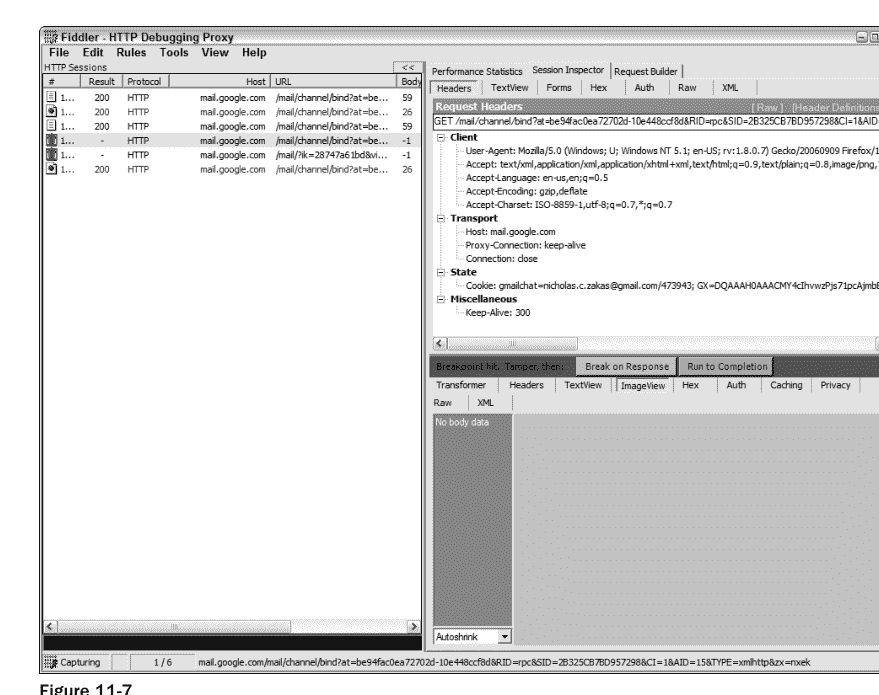 Fiddler - HTTP Debugging Proxy
File Edit Rules Tools View Help
HTTP Sessions <<
# Result Protocol Host URL Body
1... 200 HTTP mail.google.com /mail/channel/bind?at=be... 59
1... 200 HTTP mail.google.com /mail/channel/bind?at=be... 26
1... 200 HTTP mail.google.com /mail/channel/bind?at=be... 59
1... - HTTP mail.google.com /mail/channel/bind?at=be... -1
1... - HTTP mail.google.com /mail/?ik=28747a61bd&vi... -1
1... 200 HTTP mail.google.com /mail/channel/bind?at=be... 26
Performance Statistics Session Inspector Request Builder
Headers TextView Forms Hex Auth Raw XML
Request Headers [ Raw ] [Header Definitions
GET /mail/channel/bind?at=be94fac0ea72702d-10e448ccf8d&RID=rpc&SID=2B325CB7BD957298&CI=1&AID=
Client
User-Agent: Mozilla/5.0 (Windows; U; Windows NT 5.1; en-US; rv:1.8.0.7) Gecko/20060909 Firefox/1
Accept: text/xml,application/xml,application/xhtml+xml,text/html;q=0.9,text/plain;q=0.8,image/png,
Accept-Language: en-us,en;q=0.5
Accept-Encoding: gzip,deflate
Accept-Charset: ISO-8859-1,utf-8;q=0.7,*;q=0.7
Transport
Host: mail.google.com
Proxy-Connection: keep-alive
Connection: close
State
Cookie: gmailchat=nicholas.c.zakas@gmail.com/473943; GX=DQAAAH0AAACMY4cIhvwzPjs71pcAjmbE
Miscellaneous
Keep-Alive: 300
Breakpoint hit. Tamper, then: Break on Response Run to Completion
Transformer Headers TextView ImageView Hex Auth Caching Privacy
Raw XML
No body data
Autoshrink
Capturing 1 / 6 mail.google.com/mail/channel/bind?at=be94fac0ea72702d-10e448ccf8d&RID=rpc&SID=2B325CB7BD957298&CI=1&AID=15&TYPE=xmlhttp&zx=nxek
Figure 11-7